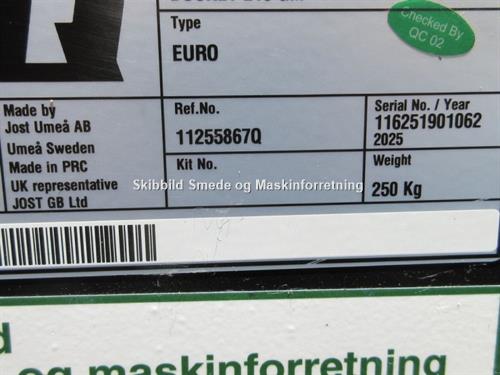 Type
EURO
Checked By
QC 02
Made by
Jost Umeå AB
Umeå Sweden
Made in PRC
UK representative
JOST GB Ltd
Ref.No.
11255867Q
Kit No.
Serial No. / Year
116251901062
2025
Weight
250 Kg
Skibbild Smede og Maskinforretning
og maskinforretning